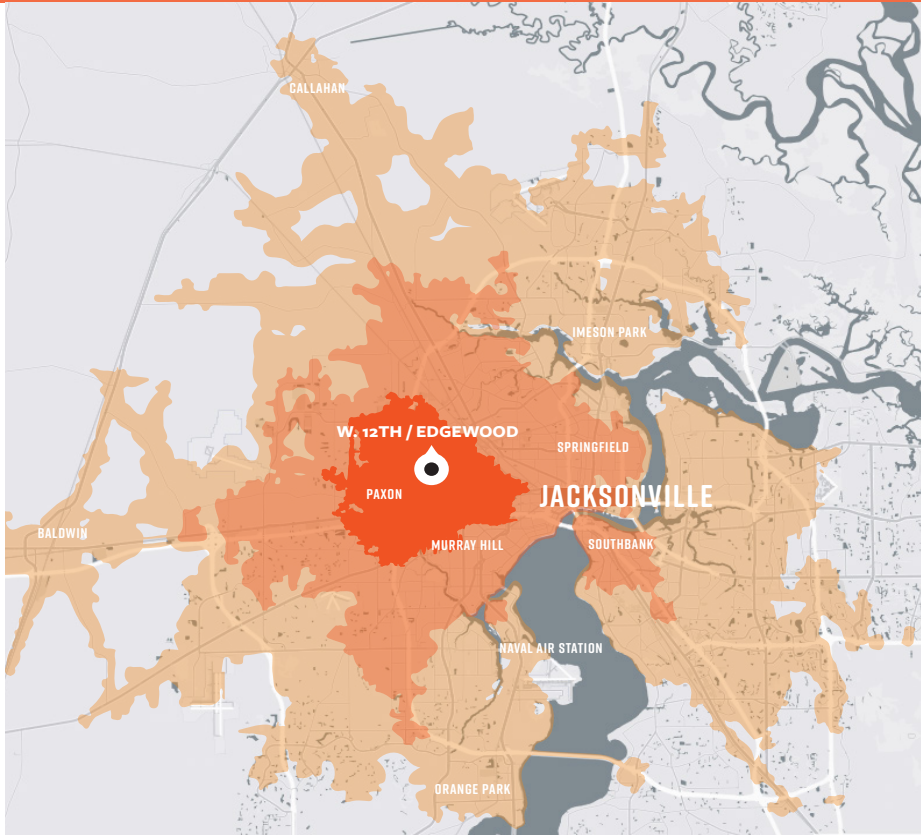 CALLAHAN
IMESON PARK
W. 12TH / EDGEWOOD
SPRINGFIELD
PAXON
JACKSONVILLE
BALDWIN
MURRAY HILL
SOUTHBANK
NAVAL AIR STATION
ORANGE PARK